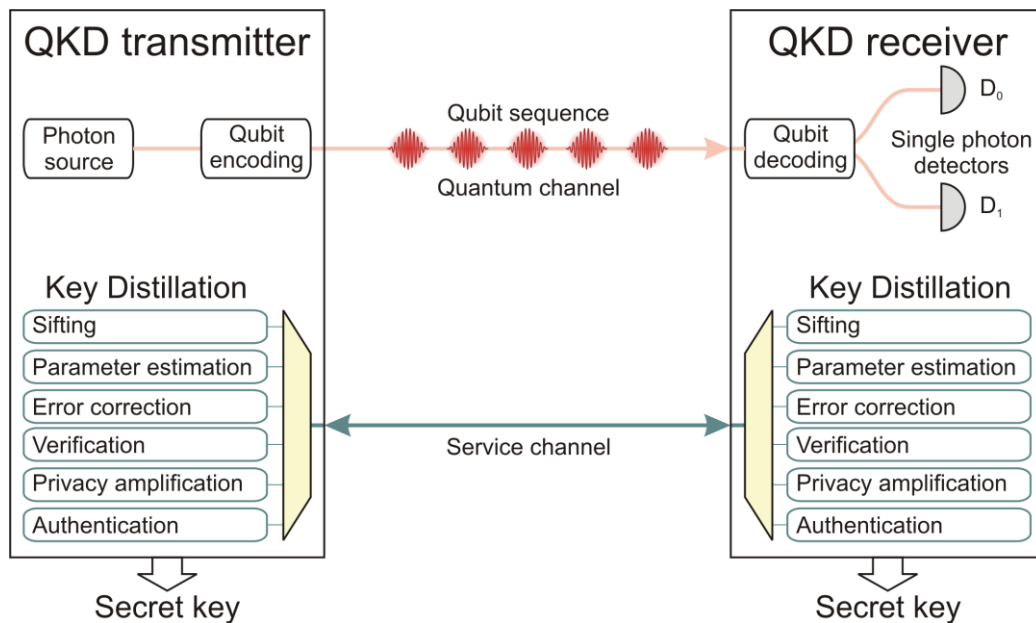 QKD transmitter
Photon
source
Qubit
encoding
Qubit sequence
Quantum channel
QKD receiver
Qubit
decoding
D₀
Single photon
detectors
D₁
Key Distillation
Sifting
Parameter estimation
Error correction
Verification
Privacy amplification
Authentication
Service channel
Key Distillation
Sifting
Parameter estimation
Error correction
Verification
Privacy amplification
Authentication
Secret key
Secret key